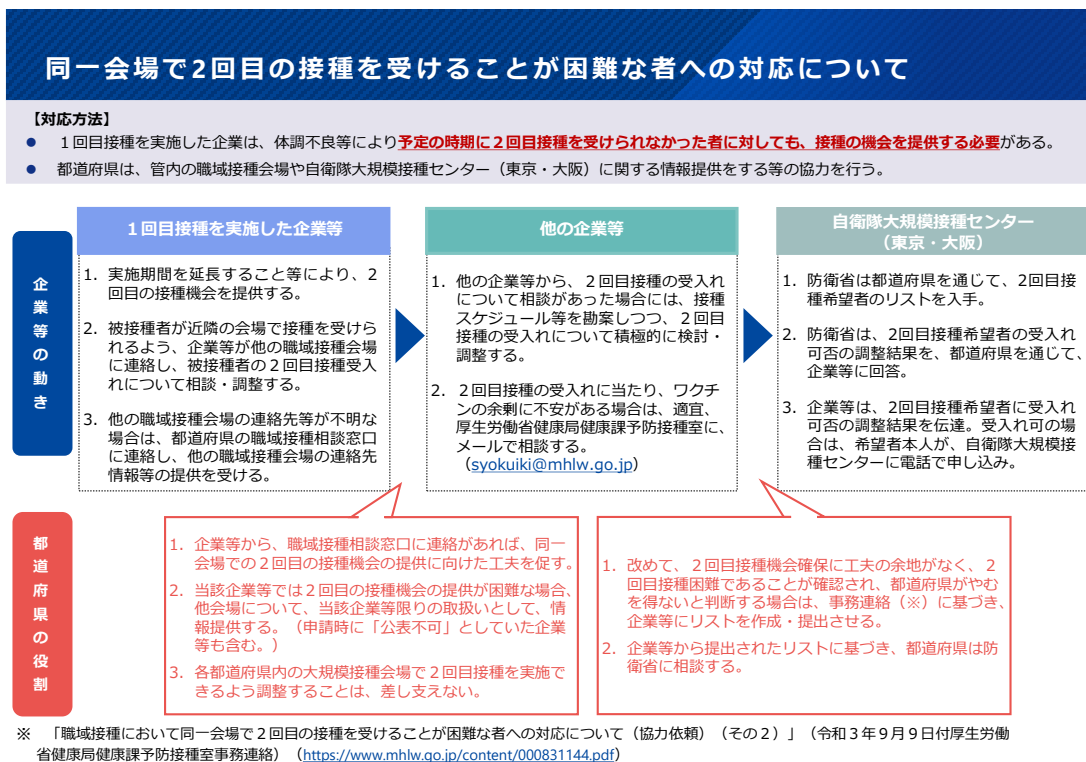 同一会場で2回目の接種を受けることが困難な者への対応について
【対応方法】
● １回目接種を実施した企業は、体調不良等により予定の時期に２回目接種を受けられなかった者に対しても、接種の機会を提供する必要がある。
● 都道府県は、管内の職域接種会場や自衛隊大規模接種センター（東京・大阪）に関する情報提供をする等の協力を行う。
企業等の動き
１回目接種を実施した企業等
1. 実施期間を延長すること等により、２
回目の接種機会を提供する。
2. 被接種者が近隣の会場で接種を受けら
れるよう、企業等が他の職域接種会場
に連絡し、被接種者の２回目接種受入
れについて相談・調整する。
3. 他の職域接種会場の連絡先等が不明な
場合は、都道府県の職域接種相談窓口
に連絡し、他の職域接種会場の連絡先
情報等の提供を受ける。
他の企業等
1. 他の企業等から、２回目接種の受入れ
について相談があった場合には、接種
スケジュール等を勘案しつつ、２回目
接種の受入れについて積極的に検討・
調整する。
2. ２回目接種の受入れに当たり、ワクチ
ンの余剰に不安がある場合は、適宜、
厚生労働省健康局健康課予防接種室に、
メールで相談する。
（syokuiki@mhlw.go.jp）
自衛隊大規模接種センター
（東京・大阪）
1. 防衛省は都道府県を通じて、2回目接
種希望者のリストを入手。
2. 防衛省は、2回目接種希望者の受入れ
可否の調整結果を、都道府県を通じて、
企業等に回答。
3. 企業等は、2回目接種希望者に受入れ
可否の調整結果を伝達。受入れ可の場
合は、希望者本人が、自衛隊大規模接
種センターに電話で申し込み。
都道府県の役割
1. 企業等から、職域接種相談窓口に連絡があれば、同一
会場での２回目の接種機会の提供に向けた工夫を促す。
2. 当該企業等では２回目の接種機会の提供が困難な場合、
他会場について、当該企業等限りの取扱いとして、情
報提供する。（申請時に「公表不可」としていた企業
等も含む。）
3. 各都道府県内の大規模接種会場で２回目接種を実施で
きるよう調整することは、差し支えない。
1. 改めて、２回目接種機会確保に工夫の余地がなく、２
回目接種困難であることが確認され、都道府県がやむ
を得ないと判断する場合は、事務連絡（※）に基づき、
企業等にリストを作成・提出させる。
2. 企業等から提出されたリストに基づき、都道府県は防
衛省に相談する。
※ 「職域接種において同一会場で２回目の接種を受けることが困難な者への対応について（協力依頼）（その２）」（令和３年９月９日付厚生労働
省健康局健康課予防接種室事務連絡）（https://www.mhlw.go.jp/content/000831144.pdf）